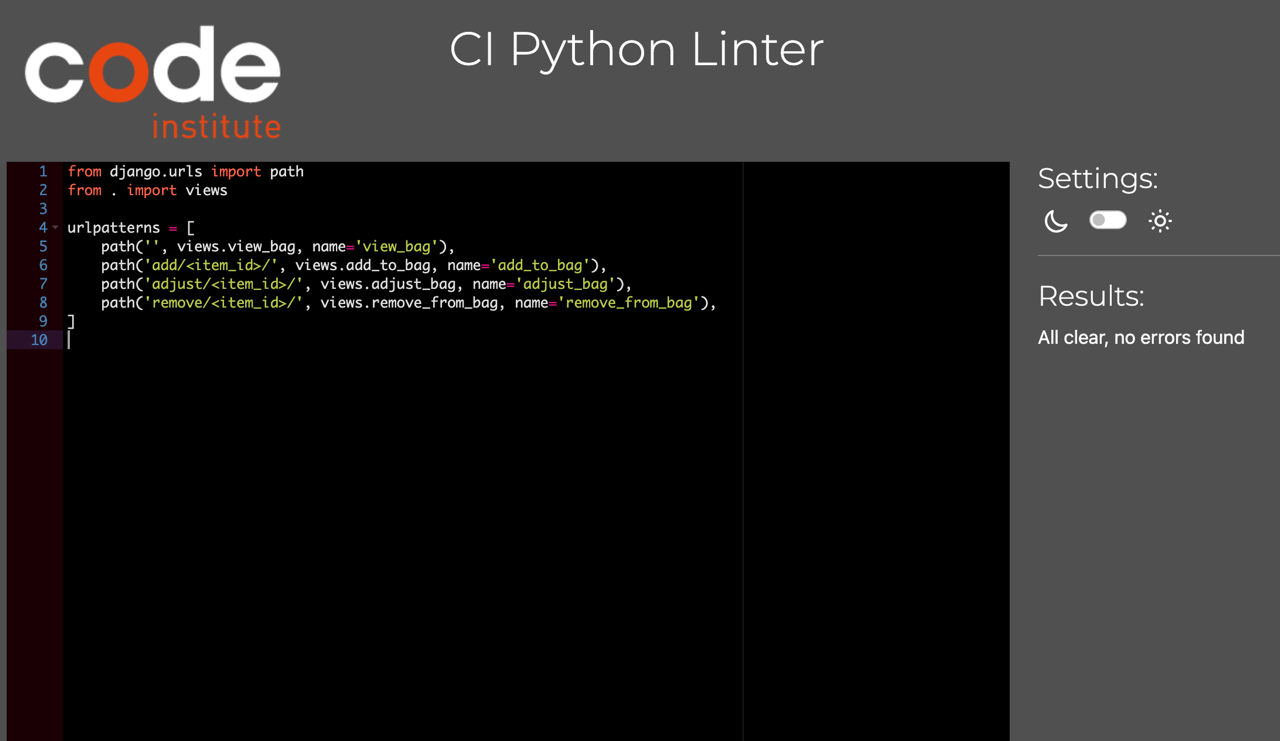 code
institute
CI Python Linter
1 from django.urls import path
2 from . import views
3
4 urlpatterns = [
5     path('', views.view_bag, name='view_bag'),
6     path('add/<item_id>/', views.add_to_bag, name='add_to_bag'),
7     path('adjust/<item_id>/', views.adjust_bag, name='adjust_bag'),
8     path('remove/<item_id>/', views.remove_from_bag, name='remove_from_bag'),
9 ]
10
Settings:
Results:
All clear, no errors found